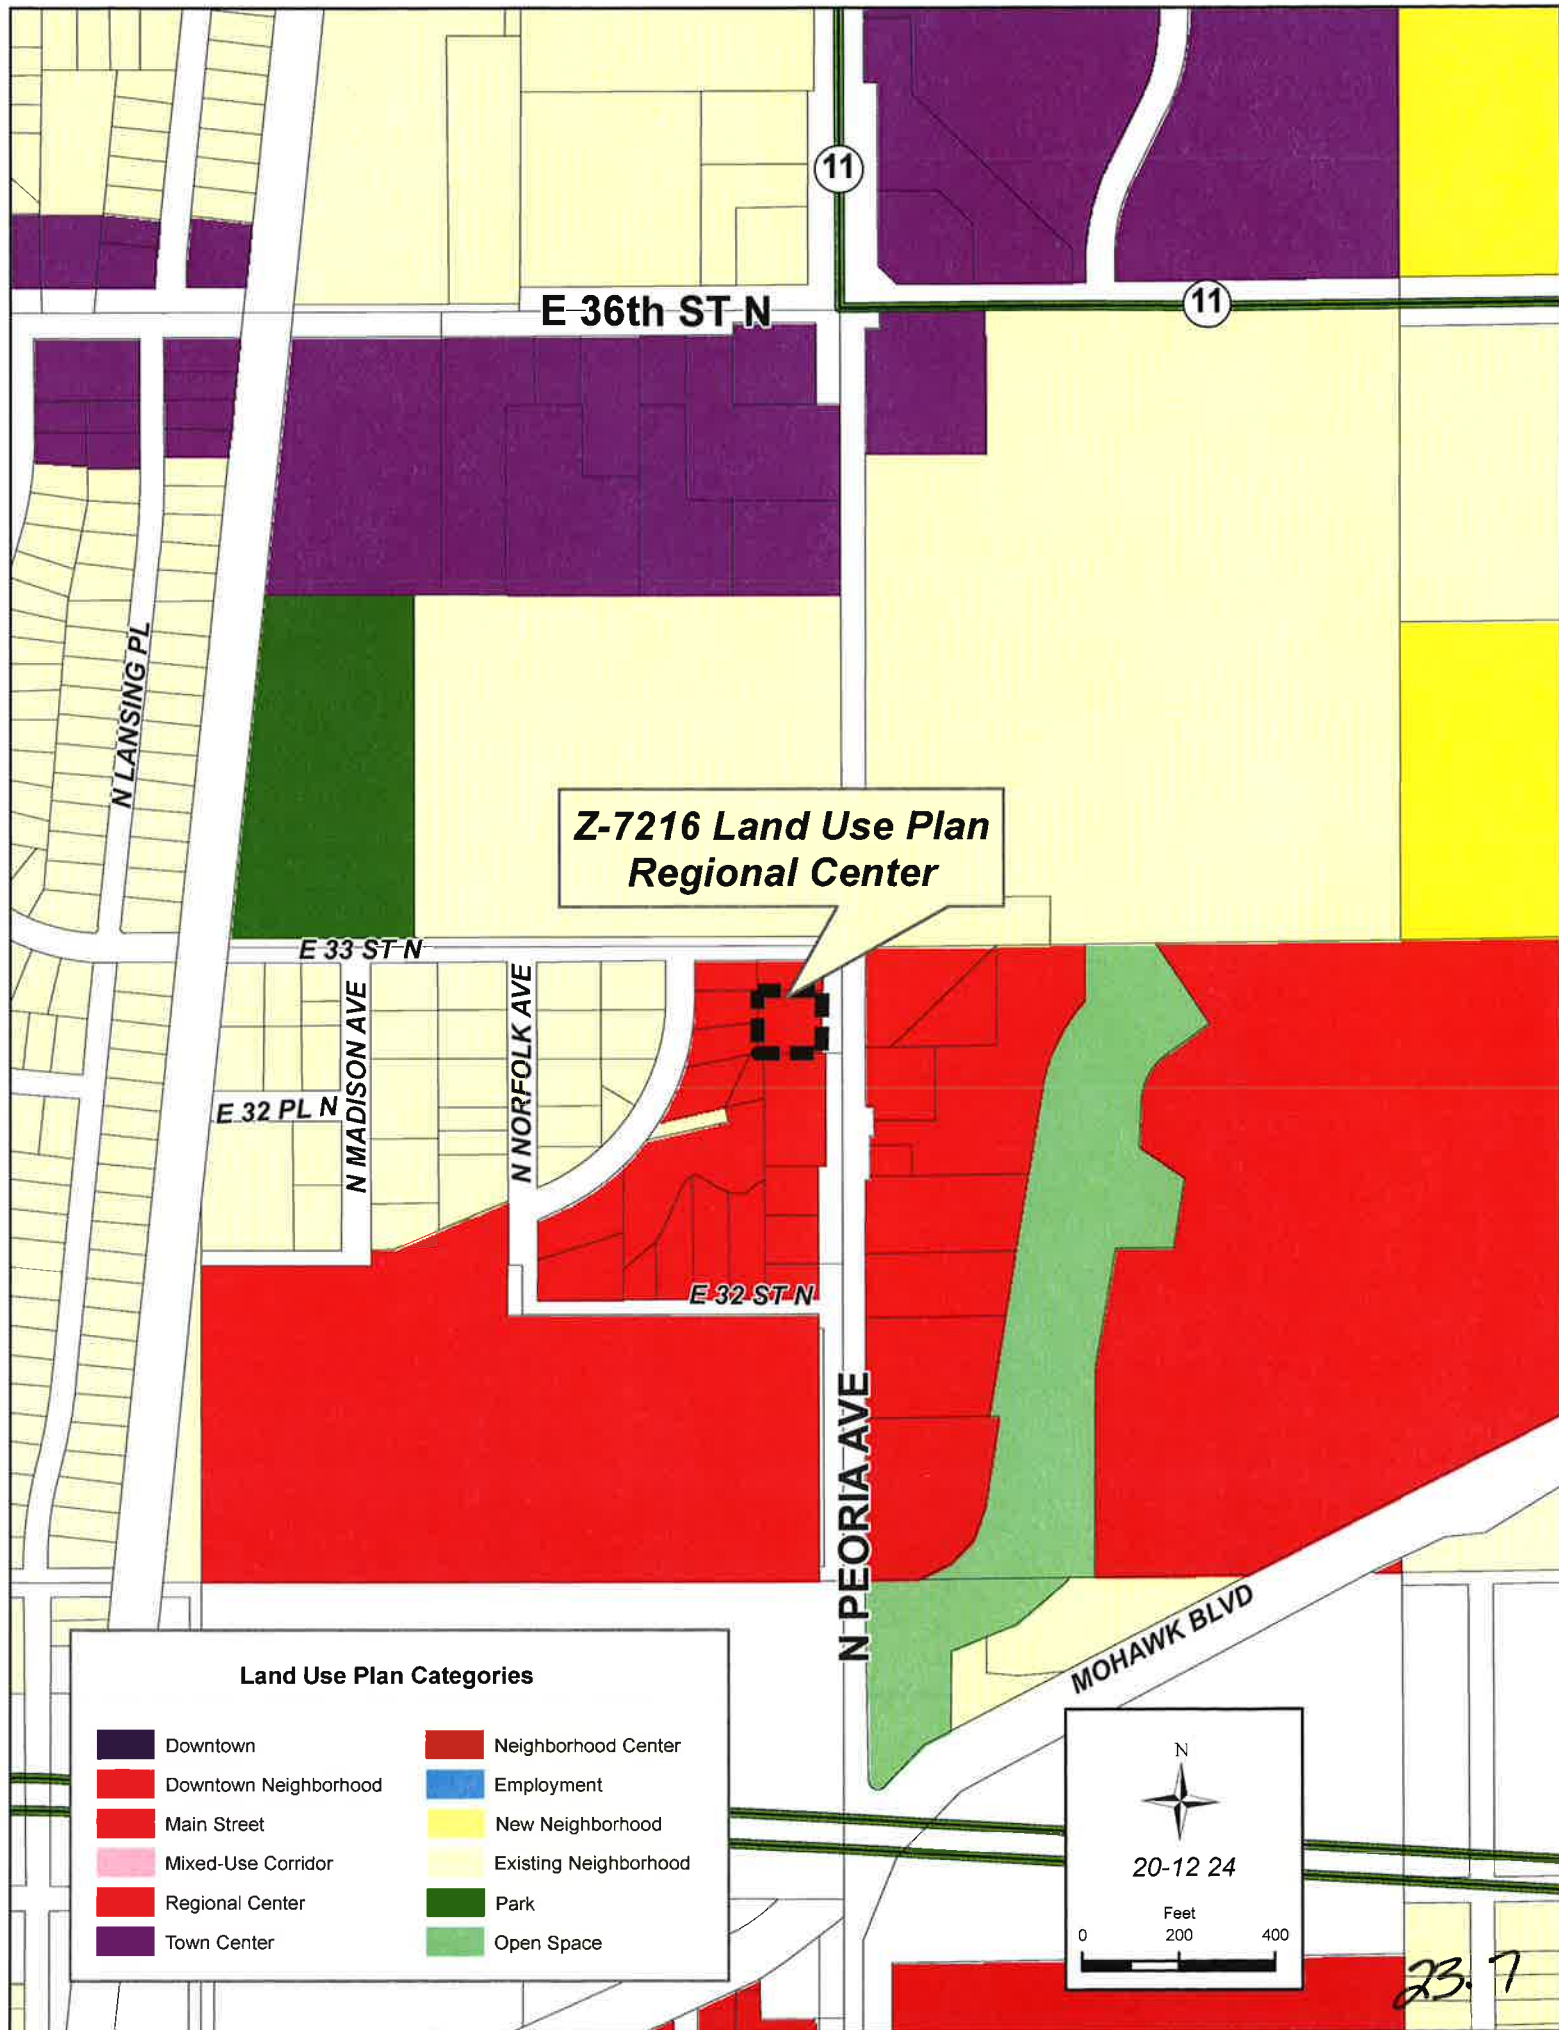 11
11
E 36th ST N
N LANSING PL
Z-7216 Land Use Plan
Regional Center
E 33 ST N
N MADISON AVE
N NORFOLK AVE
E 32 PL N
E 32 ST N
N PEORIA AVE
MOHAWK BLVD
Land Use Plan Categories
Downtown
Downtown Neighborhood
Main Street
Mixed-Use Corridor
Regional Center
Town Center
Neighborhood Center
Employment
New Neighborhood
Existing Neighborhood
Park
Open Space
N
20-12 24
Feet
0 200 400
23.7